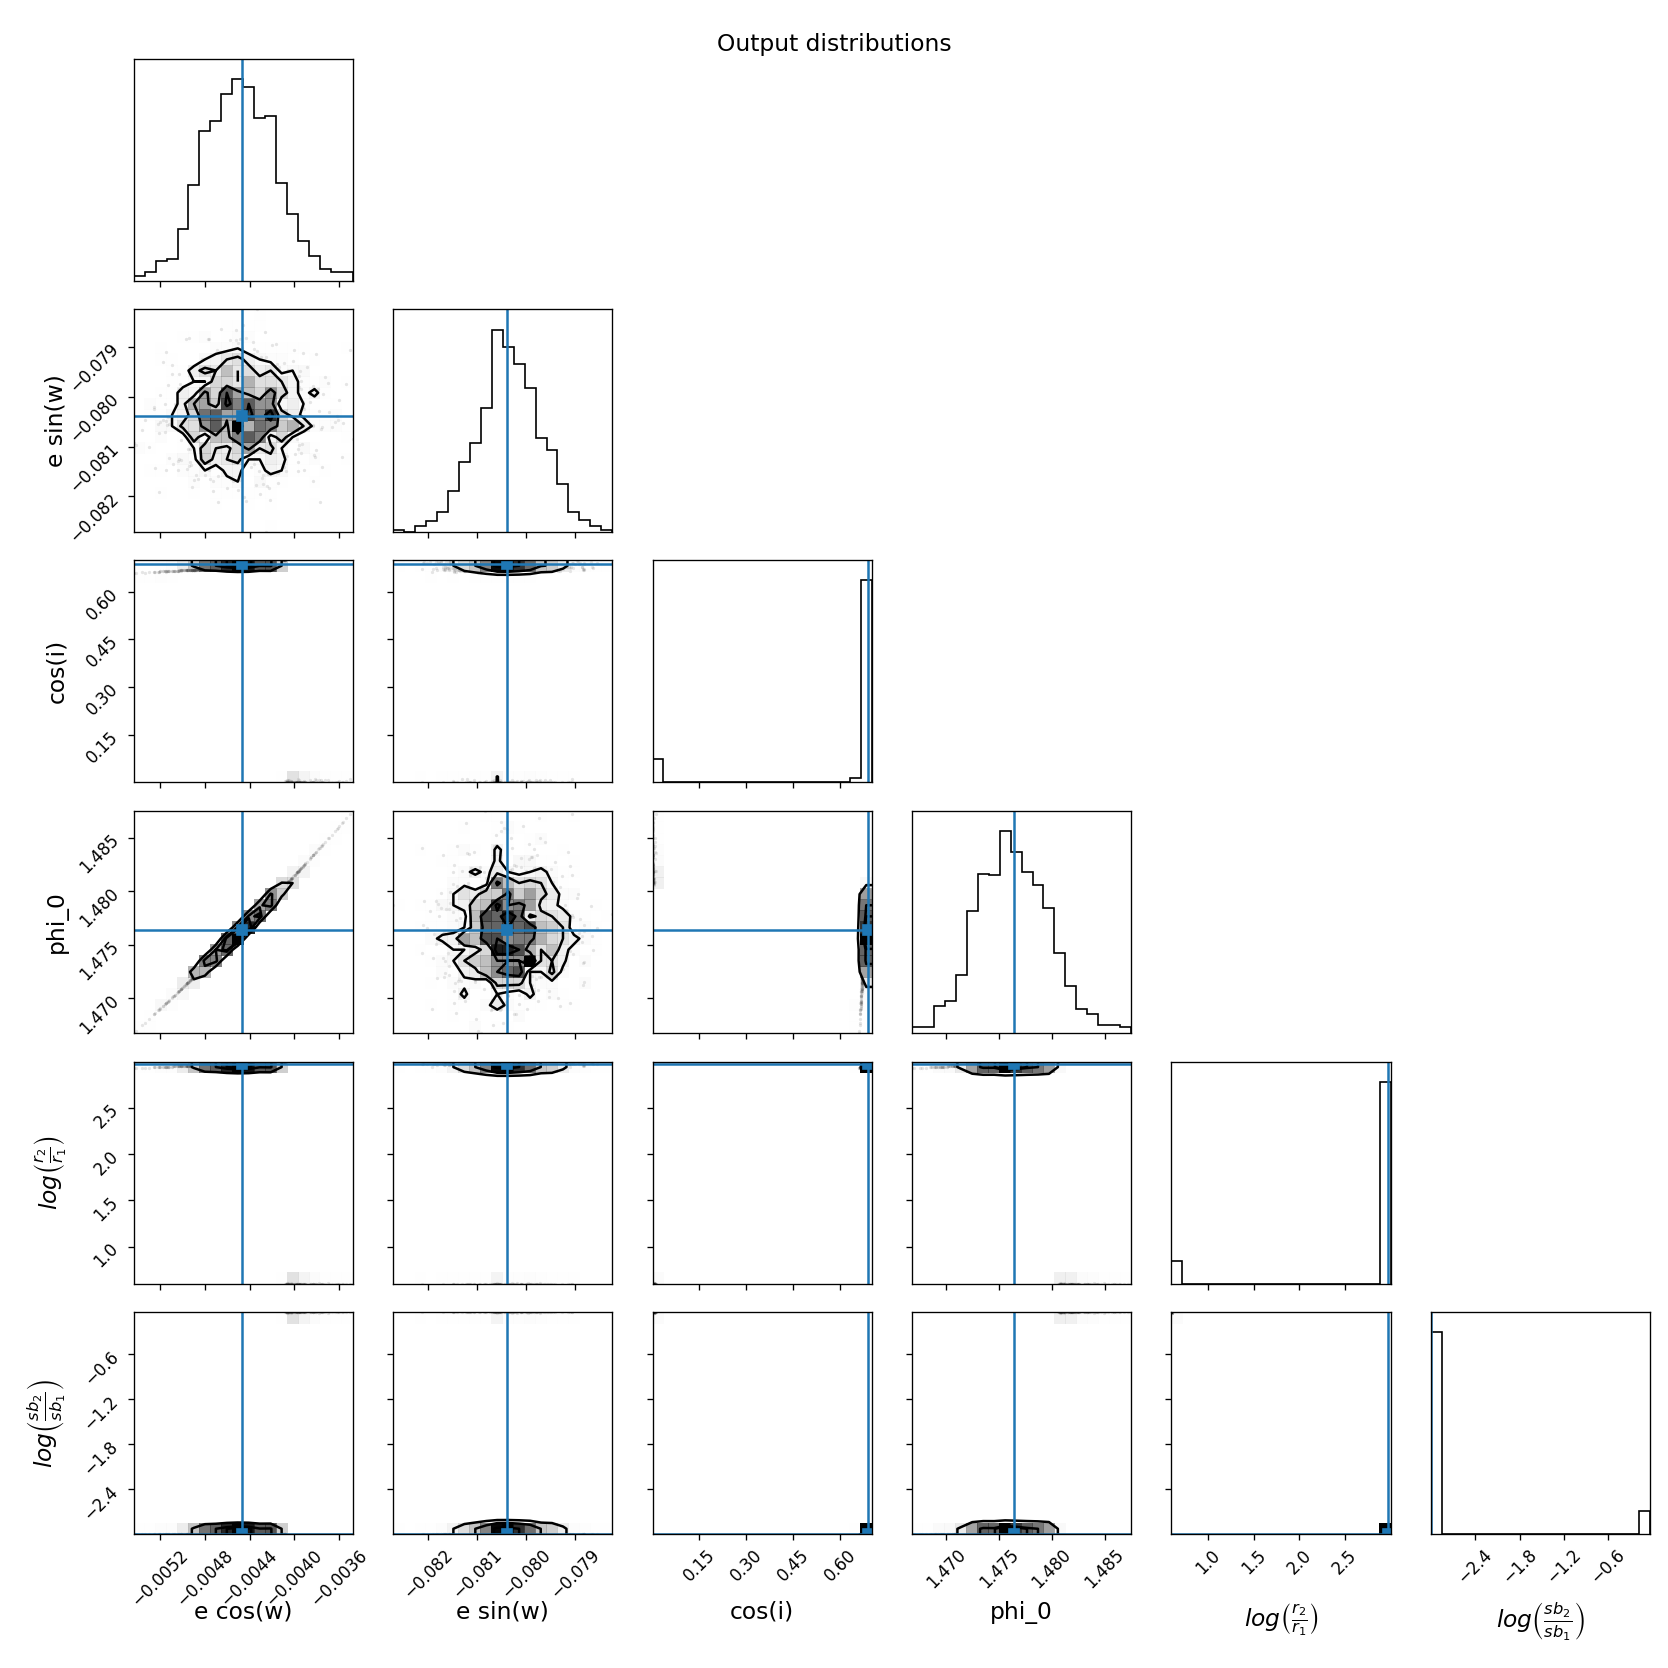 Output distributions
e sin(w)
−0.079
−0.080
−0.081
−0.082
cos(i)
0.60
0.45
0.30
0.15
phi_0
1.485
1.480
1.475
1.470
log(r₂/r₁)
2.5
2.0
1.5
1.0
log(sb₂/sb₁)
−0.6
−1.2
−1.8
−2.4
−0.0052 −0.0048 −0.0044 −0.0040 −0.0036
e cos(w)
−0.082 −0.081 −0.080 −0.079
e sin(w)
0.15 0.30 0.45 0.60
cos(i)
1.470 1.475 1.480 1.485
phi_0
1.0 1.5 2.0 2.5
log(r₂/r₁)
−2.4 −1.8 −1.2 −0.6
log(sb₂/sb₁)